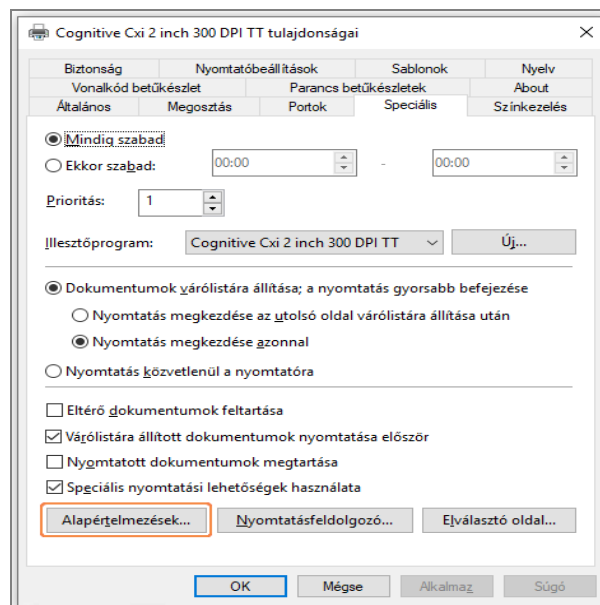 Cognitive Cxi 2 inch 300 DPI TT tulajdonságai
Biztonság Nyomtatóbeállítások Sablonok Nyelv
Vonalkód betűkészlet Parancs betűkészletek About
Általános Megosztás Portok Speciális Színkezelés
Mindig szabad
Ekkor szabad: 00:00 - 00:00
Prioritás: 1
Illesztőprogram: Cognitive Cxi 2 inch 300 DPI TT Új...
Dokumentumok várólistára állítása; a nyomtatás gyorsabb befejezése
Nyomtatás megkezdése az utolsó oldal várólistára állítása után
Nyomtatás megkezdése azonnal
Nyomtatás közvetlenül a nyomtatóra
Eltérő dokumentumok feltartása
Várólistára állított dokumentumok nyomtatása először
Nyomtatott dokumentumok megtartása
Speciális nyomtatási lehetőségek használata
Alapértelmezések... Nyomtatásfeldolgozó... Elválasztó oldal...
OK Mégse Alkalmaz Súgó